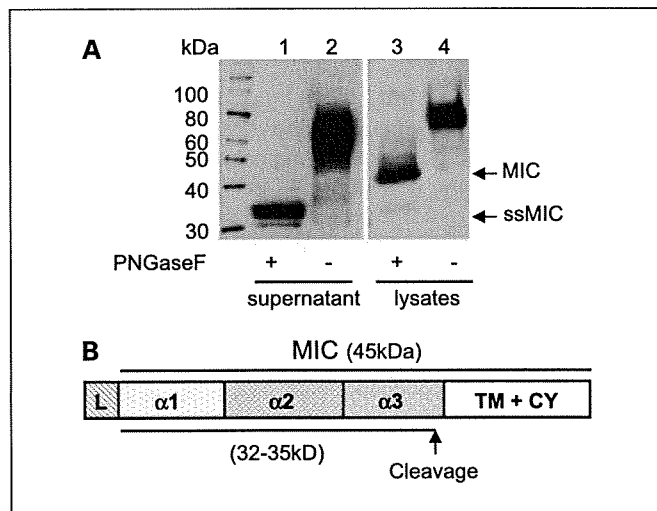 A
kDa 1 2 3 4
100
80
60
50
40
30
← MIC
← ssMIC
PNGaseF + - + -
supernatant lysates
B
MIC (45kDa)
L α1 α2 α3 TM + CY
(32-35kD)
Cleavage